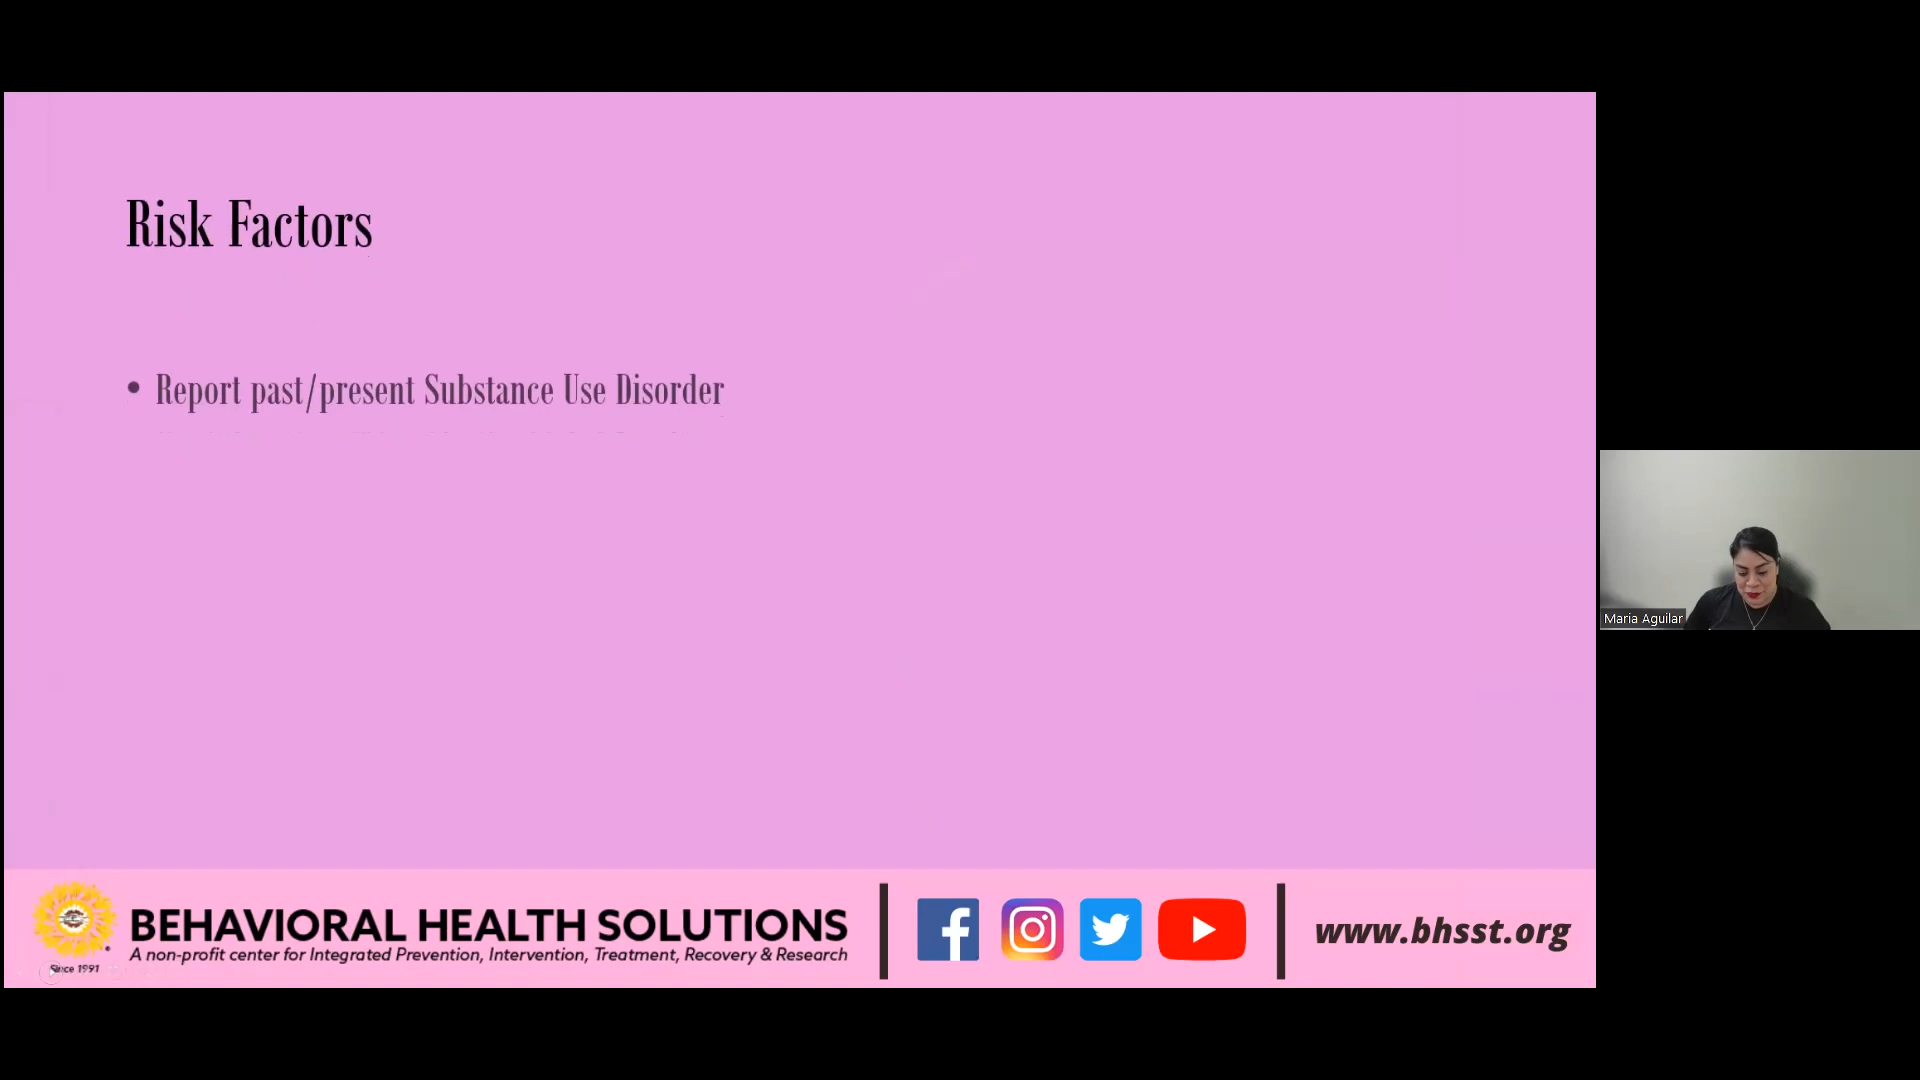 Risk Factors
• Report past/present Substance Use Disorder
Maria Aguilar
BEHAVIORAL HEALTH SOLUTIONS
A non-profit center for Integrated Prevention, Intervention, Treatment, Recovery & Research
Since 1991
www.bhsst.org